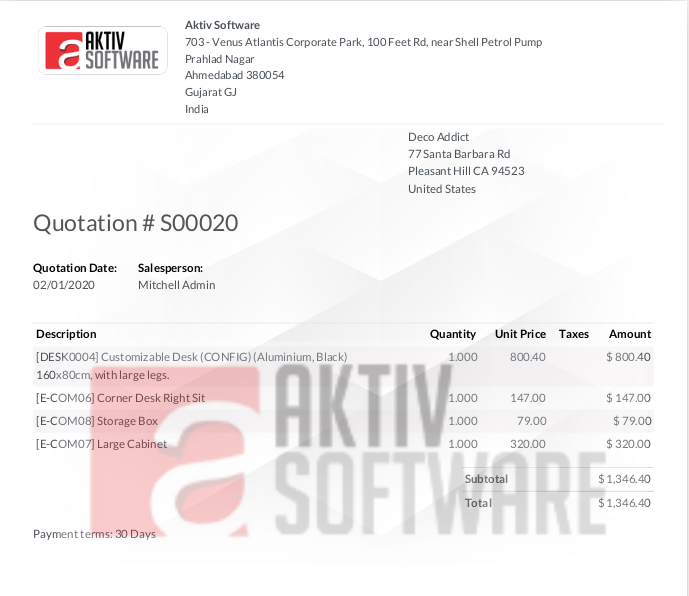 AKTIV
SOFTWARE
Aktiv Software
703 - Venus Atlantis Corporate Park, 100 Feet Rd, near Shell Petrol Pump
Prahlad Nagar
Ahmedabad 380054
Gujarat GJ
India
Deco Addict
77 Santa Barbara Rd
Pleasant Hill CA 94523
United States
Quotation # S00020
Quotation Date: Salesperson:
02/01/2020 Mitchell Admin
Description Quantity Unit Price Taxes Amount
[DESK0004] Customizable Desk (CONFIG) (Aluminium, Black) 1.000 800.40 $ 800.40
160x80cm, with large legs.
[E-COM06] Corner Desk Right Sit 1.000 147.00 $ 147.00
[E-COM08] Storage Box 1.000 79.00 $ 79.00
[E-COM07] Large Cabinet 1.000 320.00 $ 320.00
Subtotal $ 1,346.40
Total $ 1,346.40
Payment terms: 30 Days
AKTIV
SOFTWARE